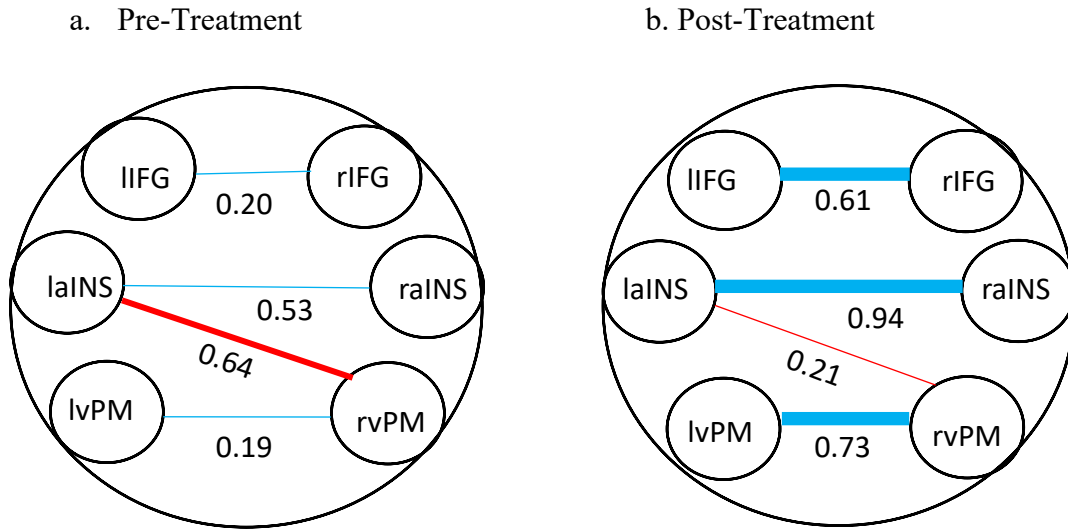 a. Pre-Treatment
lIFG
rIFG
0.20
laINS
raINS
0.53
0.64
lvPM
rvPM
0.19
b. Post-Treatment
lIFG
rIFG
0.61
laINS
raINS
0.94
0.21
lvPM
rvPM
0.73